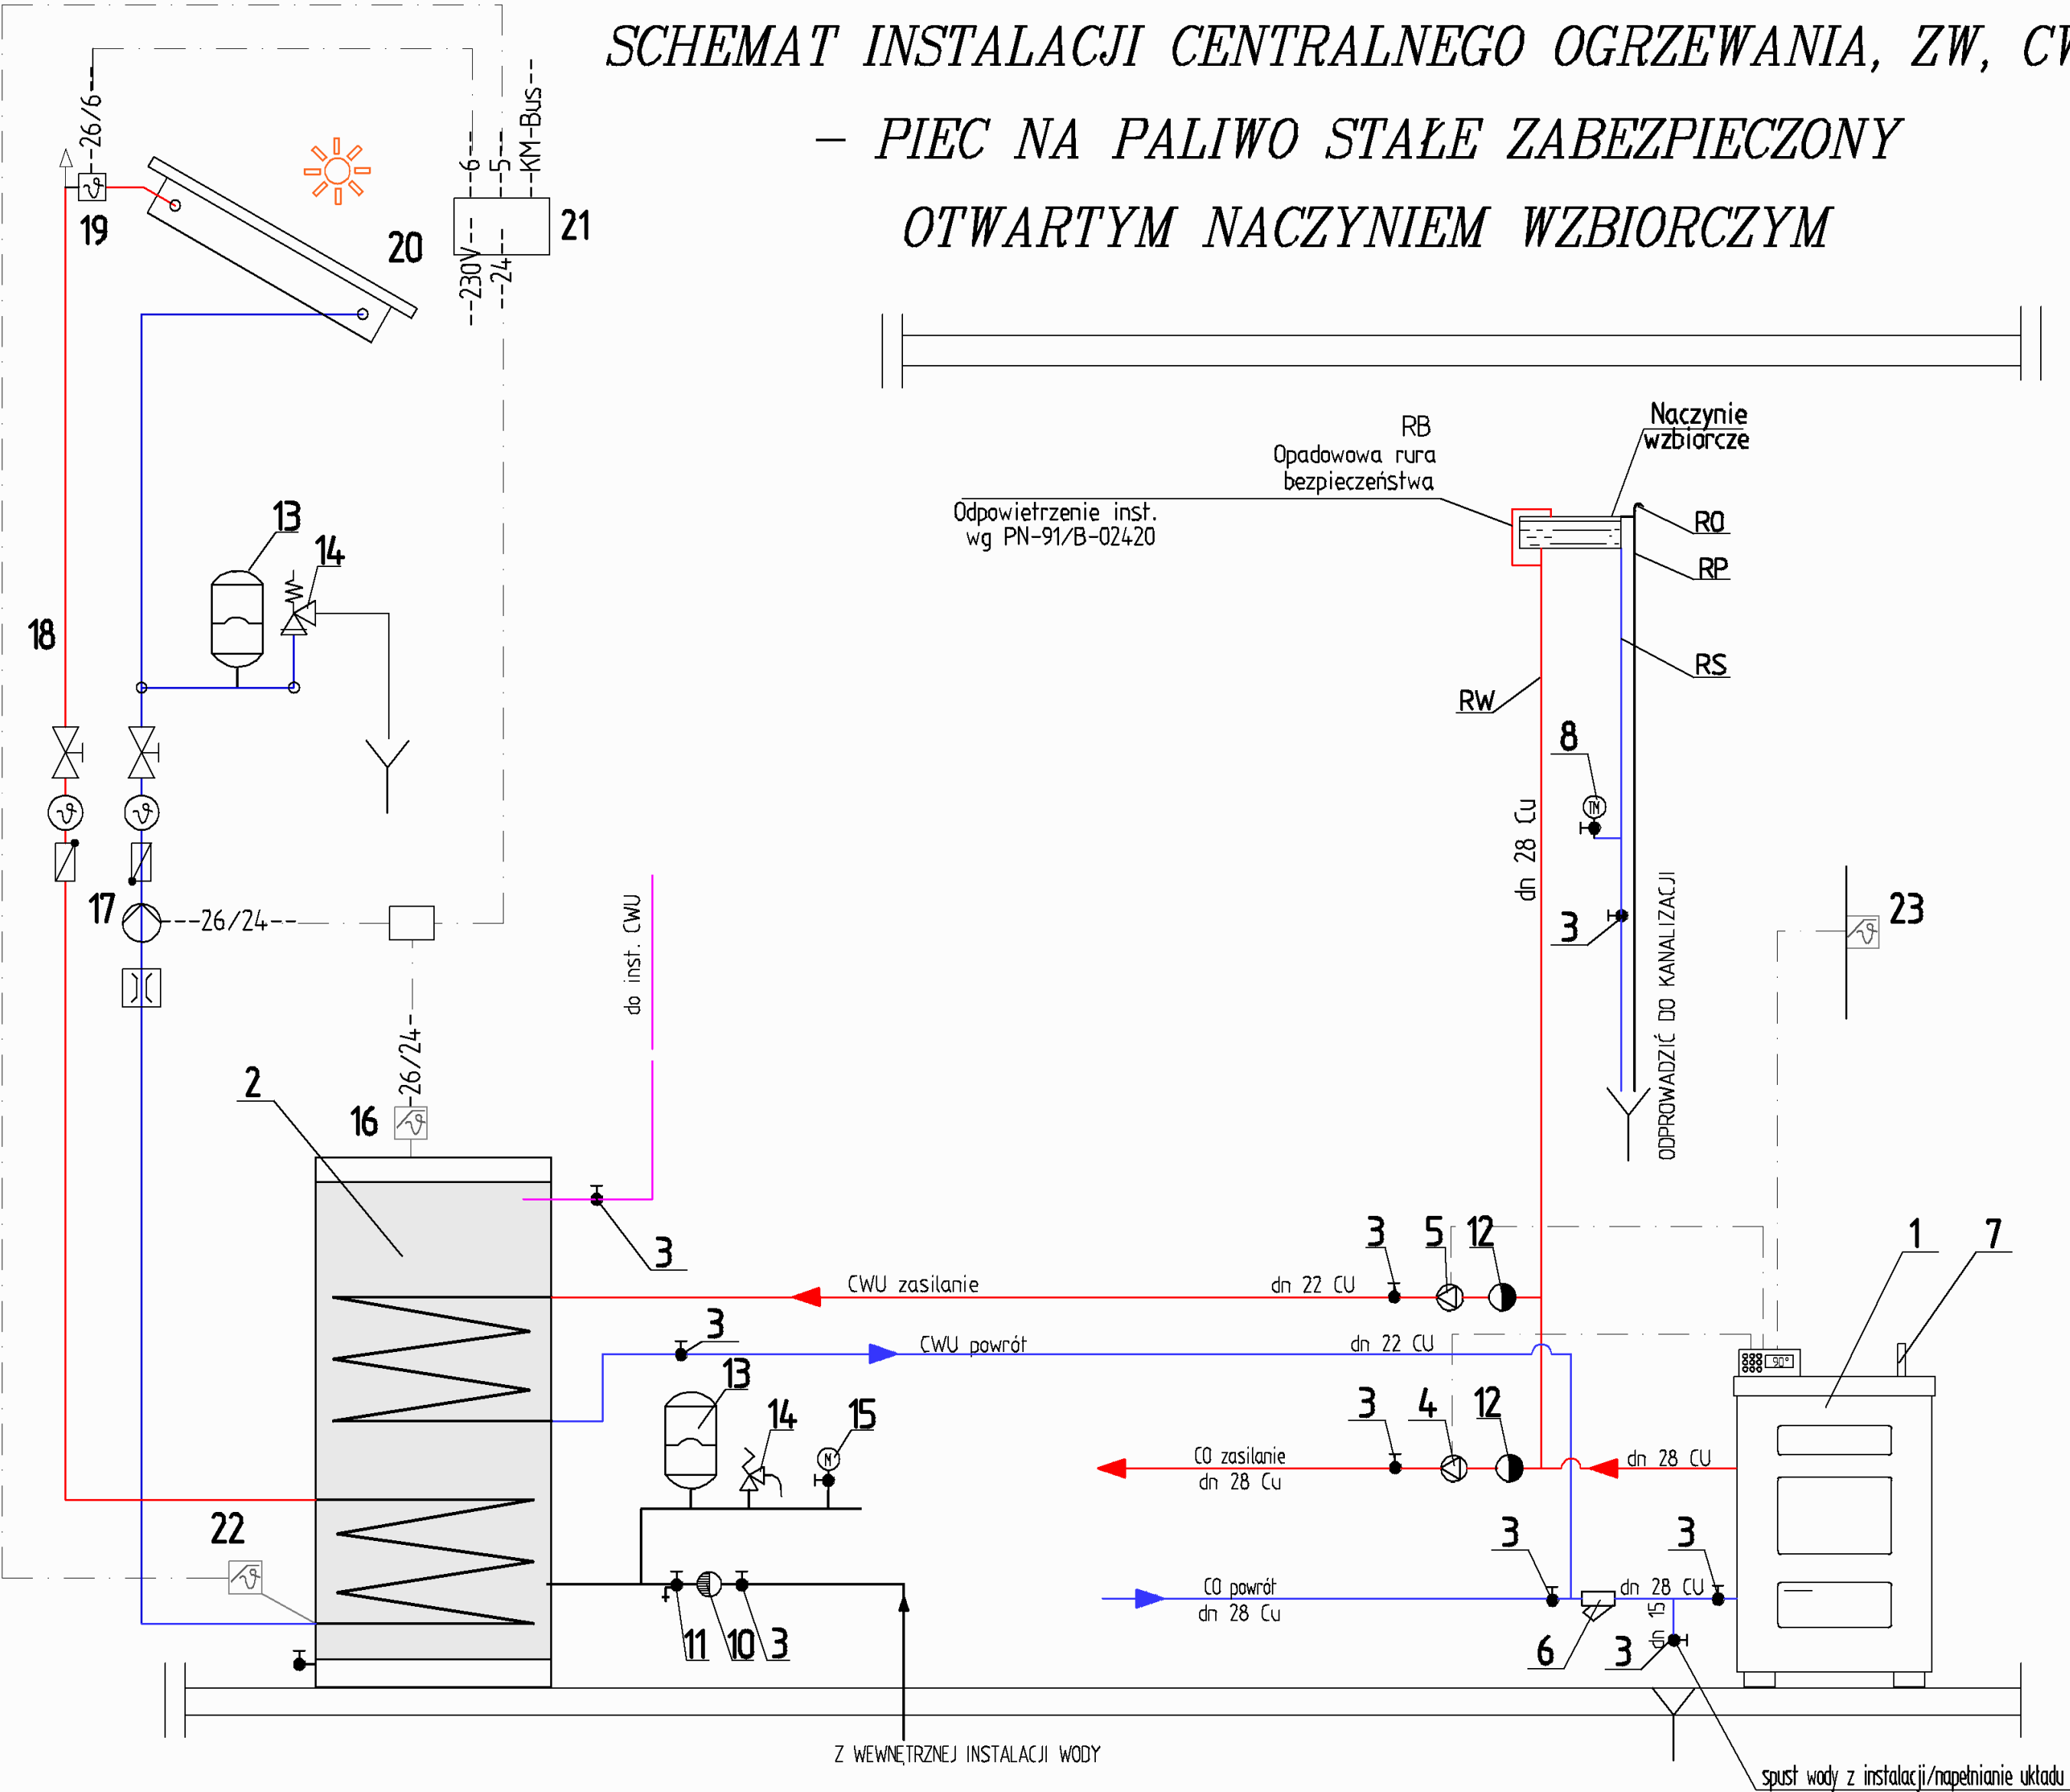 SCHEMAT INSTALACJI CENTRALNEGO OGRZEWANIA, ZW,
- PIEC NA PALIWO STAŁE ZABEZPIECZONY
OTWARTYM NACZYNIEM WZBIORCZYM
26/6
19
20
6
5
KM-Bus
21
230V
24
RB
Opadowowa rura
bezpieczeństwa
Odpowietrzenie inst.
wg PN-91/B-02420
Naczynie
wzbiorcze
RO
RP
RS
RW
13
14
18
8
TM
dn 28 Cu
3
ODPROWADZIĆ DO KANALIZACJI
23
17
26/24
do inst. CWU
26/24
2
16
3
3
5
12
1
7
CWU zasilanie
dn 22 CU
3
CWU powrót
dn 22 CU
90°
13
14
15
M
3
4
12
CO zasilanie
dn 28 Cu
dn 28 CU
22
3
3
CO powrót
dn 28 Cu
dn 28 CU
dn 15
11
10
3
6
3
Z WEWNĘTRZNEJ INSTALACJI WODY
spust wody z instalacji/napełnianie układu